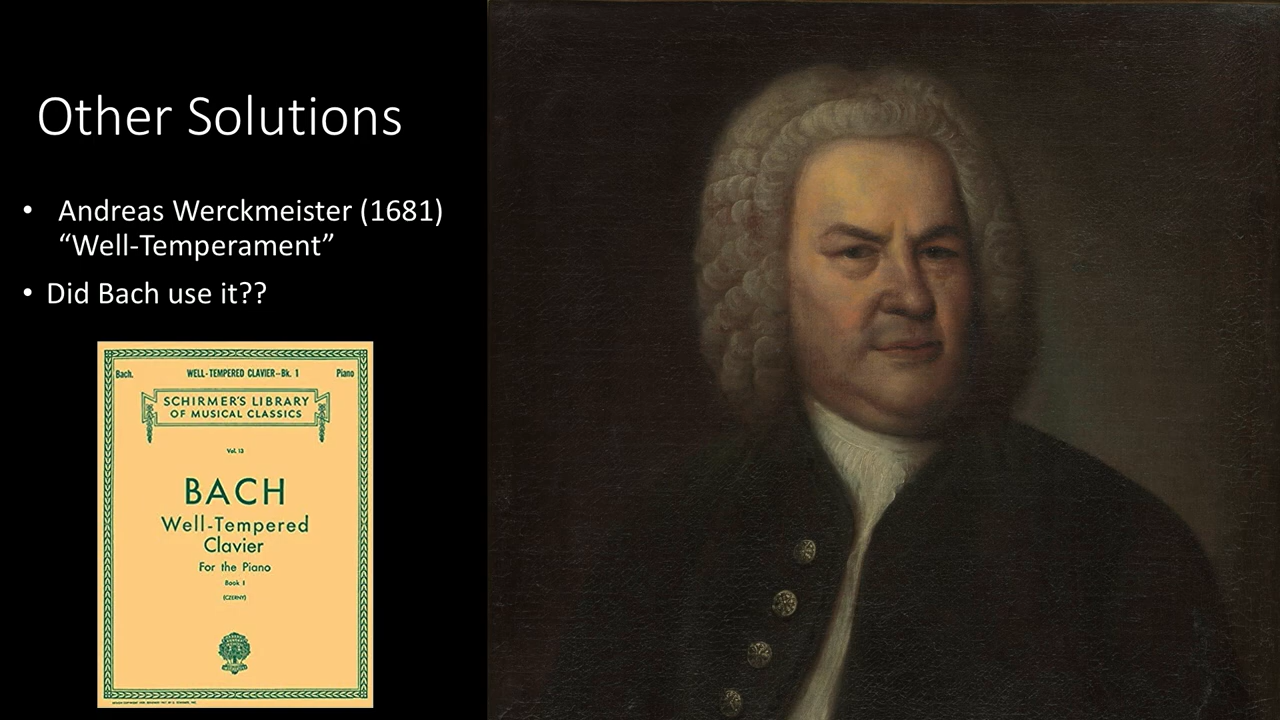 Other Solutions
• Andreas Werckmeister (1681)
“Well-Temperament”
• Did Bach use it??
Bach. WELL-TEMPERED CLAVIER—Bk. 1 Piano
SCHIRMER'S LIBRARY
OF MUSICAL CLASSICS
Vol. 13
BACH
Well-Tempered
Clavier
For the Piano
Book I
(CZERNY)